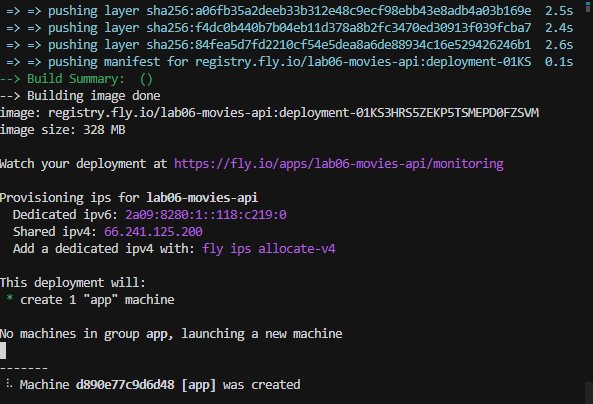 => => pushing layer sha256:a06fb35a2deeb33b312e48c9ecf98ebb43e8adb4a03b169e 2.5s
=> => pushing layer sha256:f4dc0b440b7b04eb11d378a8b2fc3470ed30913f039fcba7 2.4s
=> => pushing layer sha256:84fea5d7fd2210cf54e5dea8a6de88934c16e529426246b1 2.6s
=> => pushing manifest for registry.fly.io/lab06-movies-api:deployment-01KS 0.1s
--> Build Summary:  ()
--> Building image done
image: registry.fly.io/lab06-movies-api:deployment-01KS3HRS5ZEKP5TSMEPD0FZSVM
image size: 328 MB
Watch your deployment at https://fly.io/apps/lab06-movies-api/monitoring
Provisioning ips for lab06-movies-api
Dedicated ipv6: 2a09:8280:1::118:c219:0
Shared ipv4: 66.241.125.200
Add a dedicated ipv4 with: fly ips allocate-v4
This deployment will:
* create 1 "app" machine
No machines in group app, launching a new machine
-------
⠇ Machine d890e77c9d6d48 [app] was created